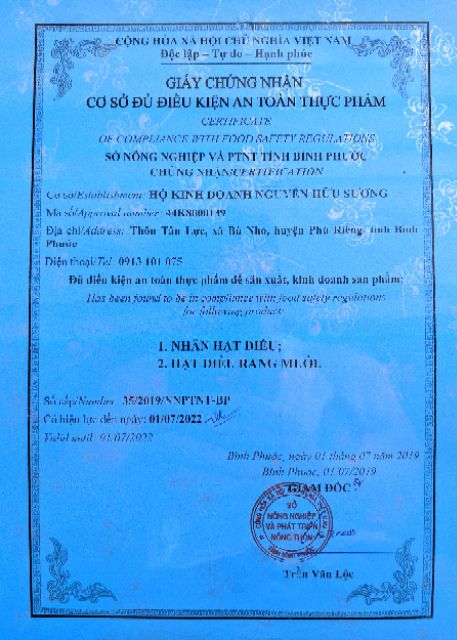 CỘNG HÒA XÃ HỘI CHỦ NGHĨA VIỆT NAM
Độc lập – Tự do – Hạnh phúc
GIẤY CHỨNG NHẬN
CƠ SỞ ĐỦ ĐIỀU KIỆN AN TOÀN THỰC PHẨM
CERTIFICATE
OF COMPLIANCE WITH FOOD SAFETY REGULATIONS
SỞ NÔNG NGHIỆP VÀ PTNT TỈNH BÌNH PHƯỚC
CHỨNG NHẬN/CERTIFICATION
Cơ sở/Establishment: HỘ KINH DOANH NGUYỄN HỮU SƯƠNG
Mã số/Approval number: 44KS000149
Địa chỉ/Address: Thôn Tân Lực, xã Bù Nho, huyện Phú Riềng, tỉnh Bình
Phước
Điện thoại/Tel: 0913 101 075
Đủ điều kiện an toàn thực phẩm để sản xuất, kinh doanh sản phẩm:
Has been found to be in compliance with food safety regulations
for following products
1. NHÂN HẠT ĐIỀU;
2. HẠT ĐIỀU RANG MUỐI.
Số cấp/Number: 35/2019/NNPTNT-BP
Có hiệu lực đến ngày: 01/07/2022
Valid until: 01/07/2022
Bình Phước, ngày 01 tháng 07 năm 2019
Bình Phước, 01/07/2019
GIÁM ĐỐC
SỞ
NÔNG NGHIỆP
VÀ PHÁT TRIỂN
NÔNG THÔN
Trần Văn Lộc